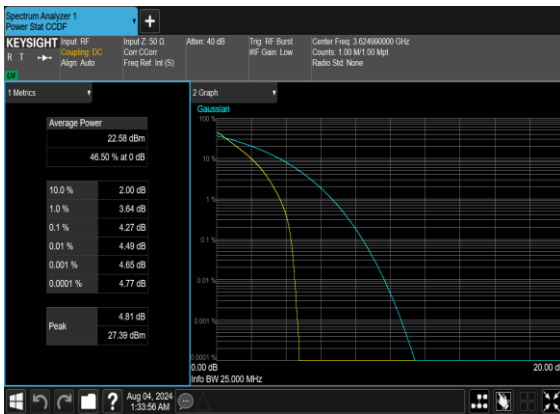 Spectrum Analyzer 1
Power Stat CCDF
+
KEYSIGHT
R T
LXI
Input: RF
Coupling: DC
Align: Auto
Input Z: 50 Ω
Corr CCorr
Freq Ref: Int (S)
Atten: 40 dB
Trig: RF Burst
#IF Gain: Low
Center Freq: 3.624990000 GHz
Counts: 1.00 M/1.00 Mpt
Radio Std: None
1 Metrics
Average Power
22.58 dBm
46.50 % at 0 dB
10.0 % 2.00 dB
1.0 % 3.64 dB
0.1 % 4.27 dB
0.01 % 4.49 dB
0.001 % 4.65 dB
0.0001 % 4.77 dB
Peak
4.81 dB
27.39 dBm
2 Graph
Gaussian
100 %
10 %
1 %
0.1 %
0.01 %
0.001 %
0.0001 %
0.00 dB
20.00 d
Info BW 25.000 MHz
?
Aug 04, 2024
1:33:56 AM